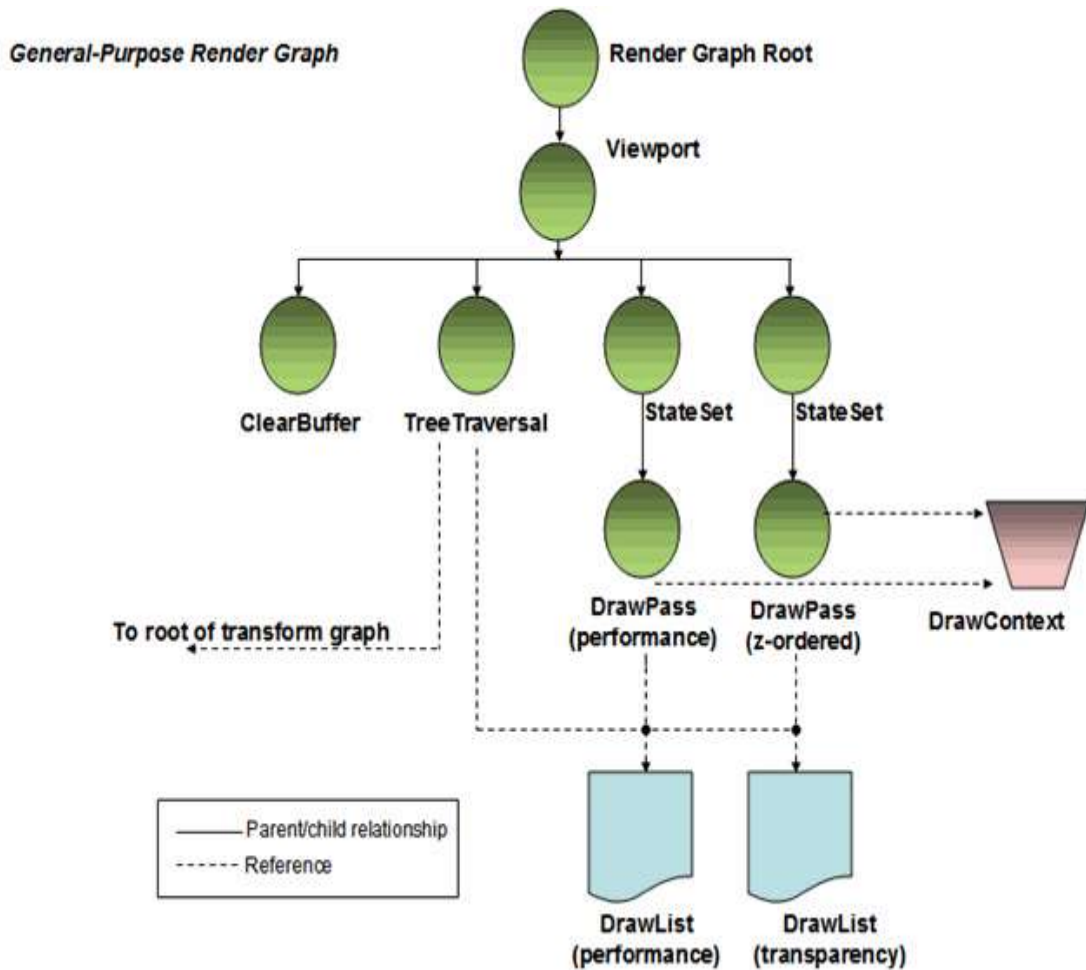 General-Purpose Render Graph
Render Graph Root
Viewport
ClearBuffer
TreeTraversal
StateSet
StateSet
DrawPass
(performance)
DrawPass
(z-ordered)
DrawContext
To root of transform graph
Parent/child relationship
Reference
DrawList
(performance)
DrawList
(transparency)